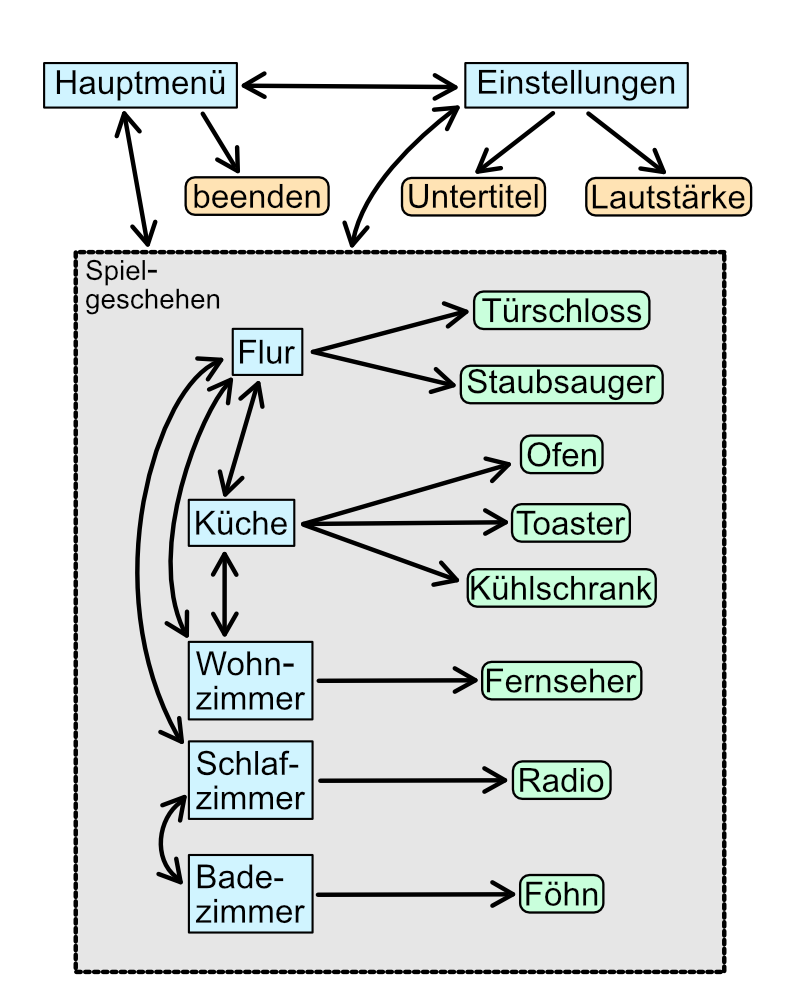 Hauptmenü
Einstellungen
beenden
Untertitel
Lautstärke
Spiel-
geschehen
Flur
Türschloss
Staubsauger
Küche
Ofen
Toaster
Kühlschrank
Wohn-
zimmer
Fernseher
Schlaf-
zimmer
Radio
Bade-
zimmer
Föhn